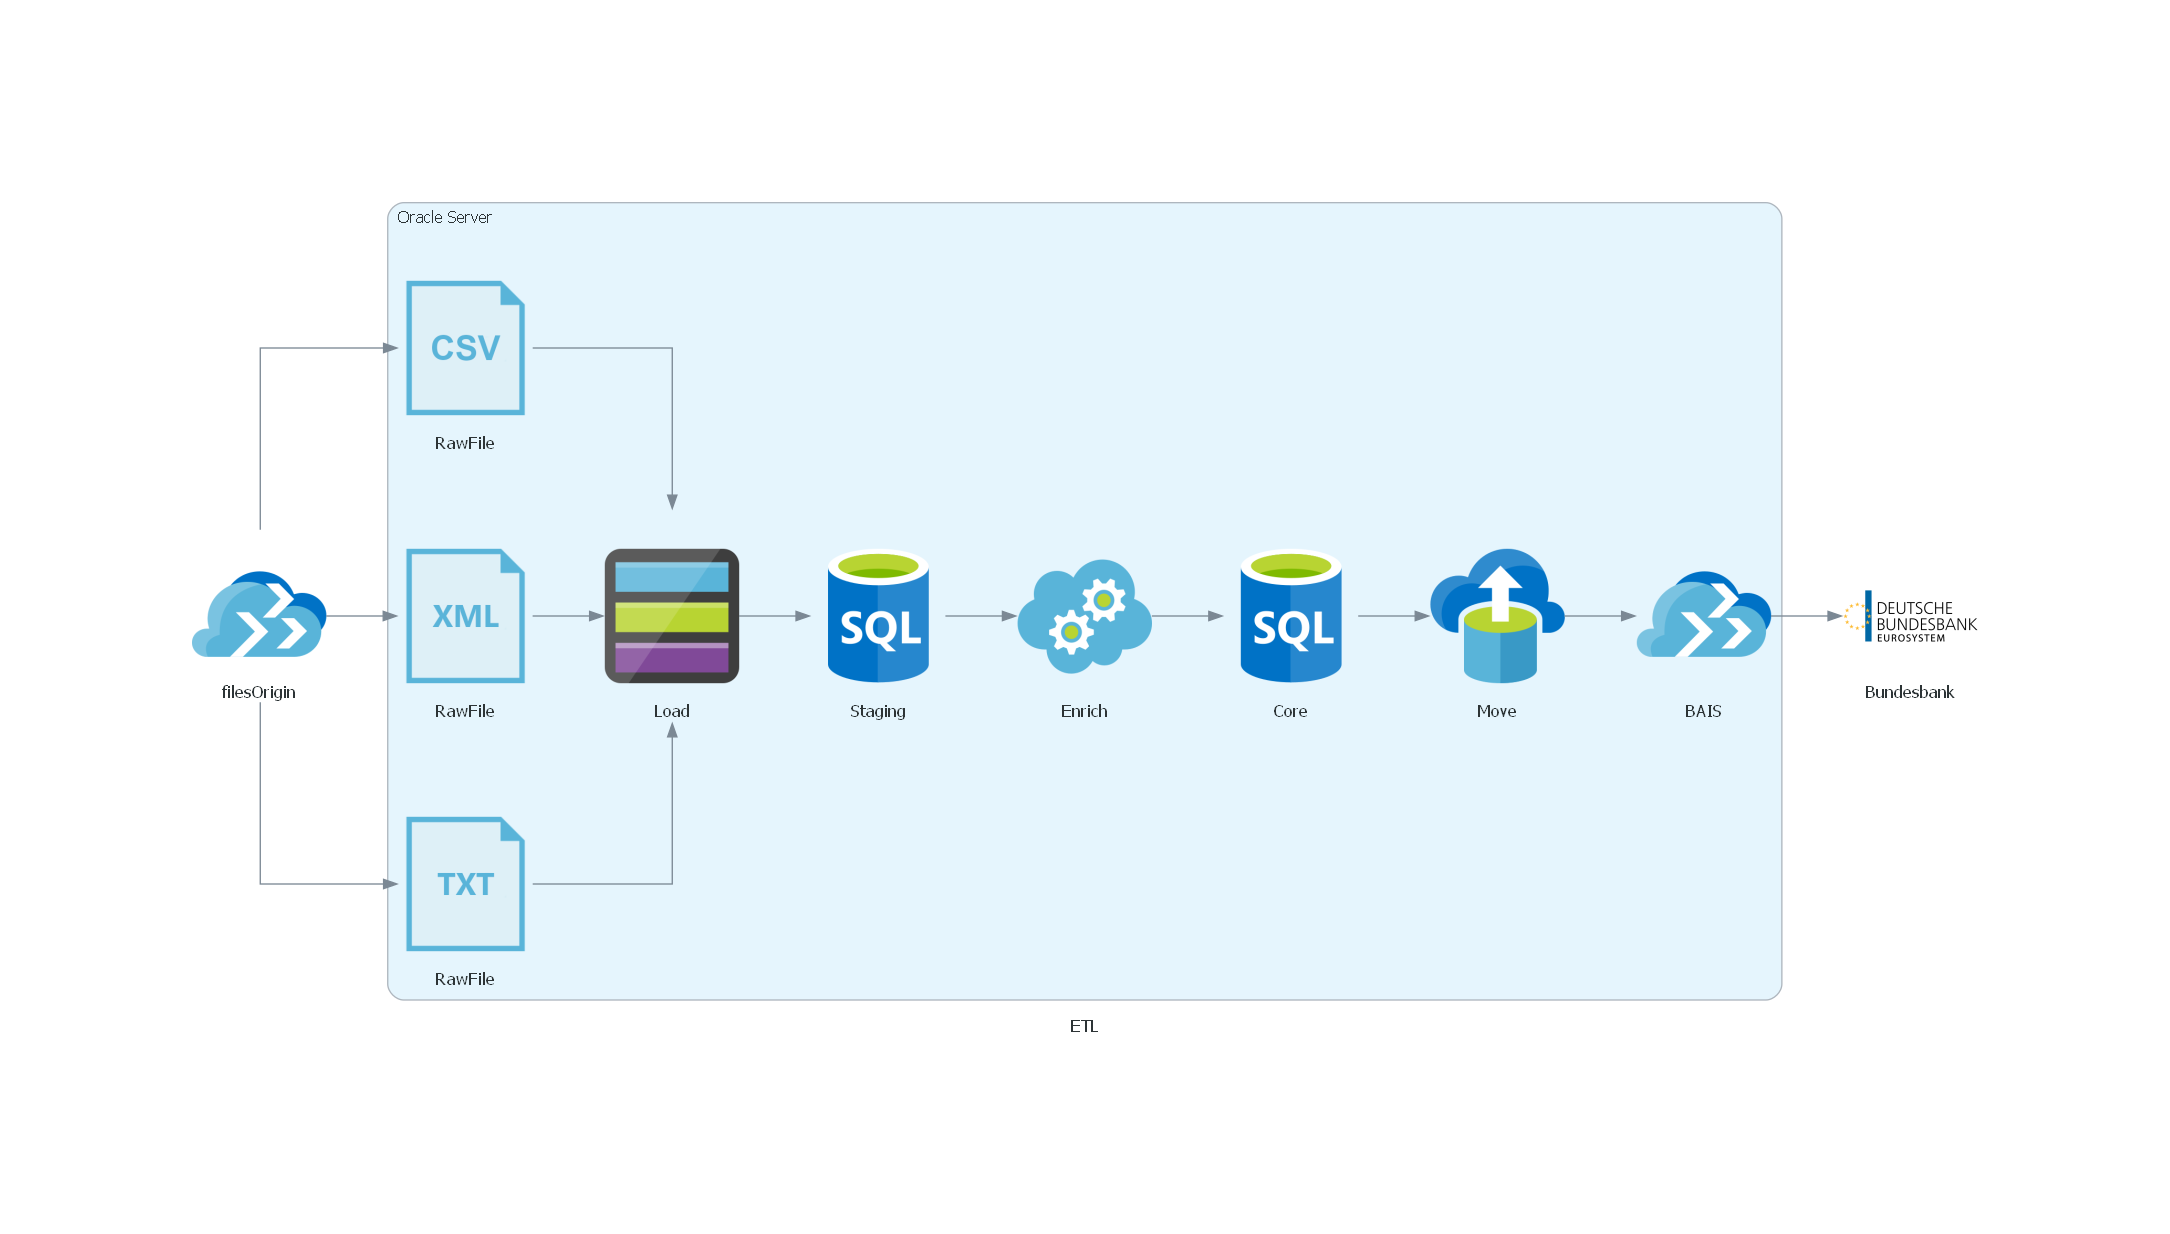 Oracle Server
CSV
RawFile
filesOrigin
XML
RawFile
Load
SQL
Staging
Enrich
SQL
Core
Move
BAIS
DEUTSCHE
BUNDESBANK
EUROSYSTEM
Bundesbank
TXT
RawFile
ETL